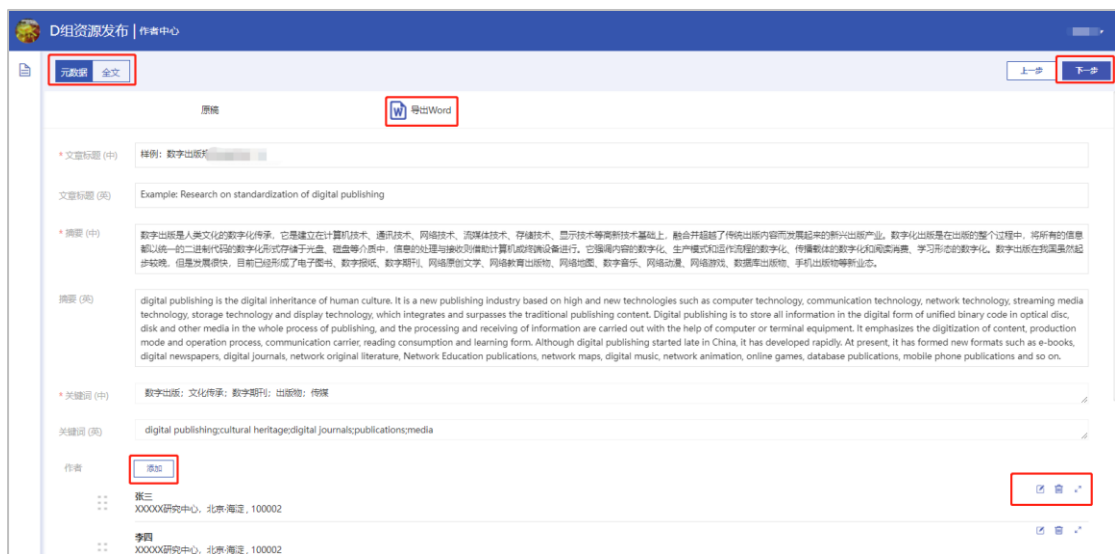 D组资源发布 | 作者中心
元数据 全文 上一步 下一步
原稿 导出Word
* 文章标题 (中) 样例：数字出版
文章标题 (英) Example: Research on standardization of digital publishing
* 摘要 (中) 数字出版是人类文化的数字化传承，它是建立在计算机技术、通讯技术、网络技术、流媒体技术、存储技术、显示技术等高新技术基础上，融合并超越了传统出版内容而发展起来的新兴出版产业。数字化出版是在出版的整个过程中，将所有的信息
都以统一的二进制代码的数字化形式存储于光盘、磁盘等介质中，信息的处理与接收则借助计算机或终端设备进行。它强调内容的数字化、生产模式和运作流程的数字化、传播载体的数字化和阅读消费、学习形态的数字化。数字出版在我国虽然起
步较晚，但是发展很快，目前已经形成了电子图书、数字报纸、数字期刊、网络原创文学、网络教育出版物、网络地图、数字音乐、网络动漫、网络游戏、数据库出版物、手机出版物等新业态。
摘要 (英) digital publishing is the digital inheritance of human culture. It is a new publishing industry based on high and new technologies such as computer technology, communication technology, network technology, streaming media
technology, storage technology and display technology, which integrates and surpasses the traditional publishing content. Digital publishing is to store all information in the digital form of unified binary code in optical disc,
disk and other media in the whole process of publishing, and the processing and receiving of information are carried out with the help of computer or terminal equipment. It emphasizes the digitization of content, production
mode and operation process, communication carrier, reading consumption and learning form. Although digital publishing started late in China, it has developed rapidly. At present, it has formed new formats such as e-books,
digital newspapers, digital journals, network original literature, Network Education publications, network maps, digital music, network animation, online games, database publications, mobile phone publications and so on.
* 关键词 (中) 数字出版；文化传承；数字期刊；出版物；传媒
关键词 (英) digital publishing;cultural heritage;digital journals;publications;media
作者 添加
张三
XXXXX研究中心，北京·海淀, 100002
李四
XXXXX研究中心，北京·海淀, 100002